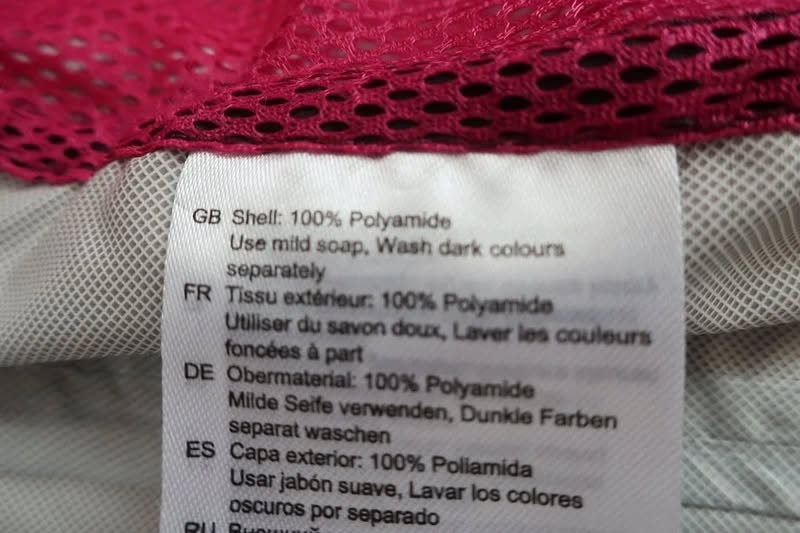 GB Shell: 100% Polyamide
Use mild soap, Wash dark colours
separately
FR Tissu extérieur: 100% Polyamide
Utiliser du savon doux, Laver les couleurs
foncées à part
DE Obermaterial: 100% Polyamide
Milde Seife verwenden, Dunkle Farben
separat waschen
ES Capa exterior: 100% Poliamida
Usar jabón suave, Lavar los colores
oscuros por separado
RU